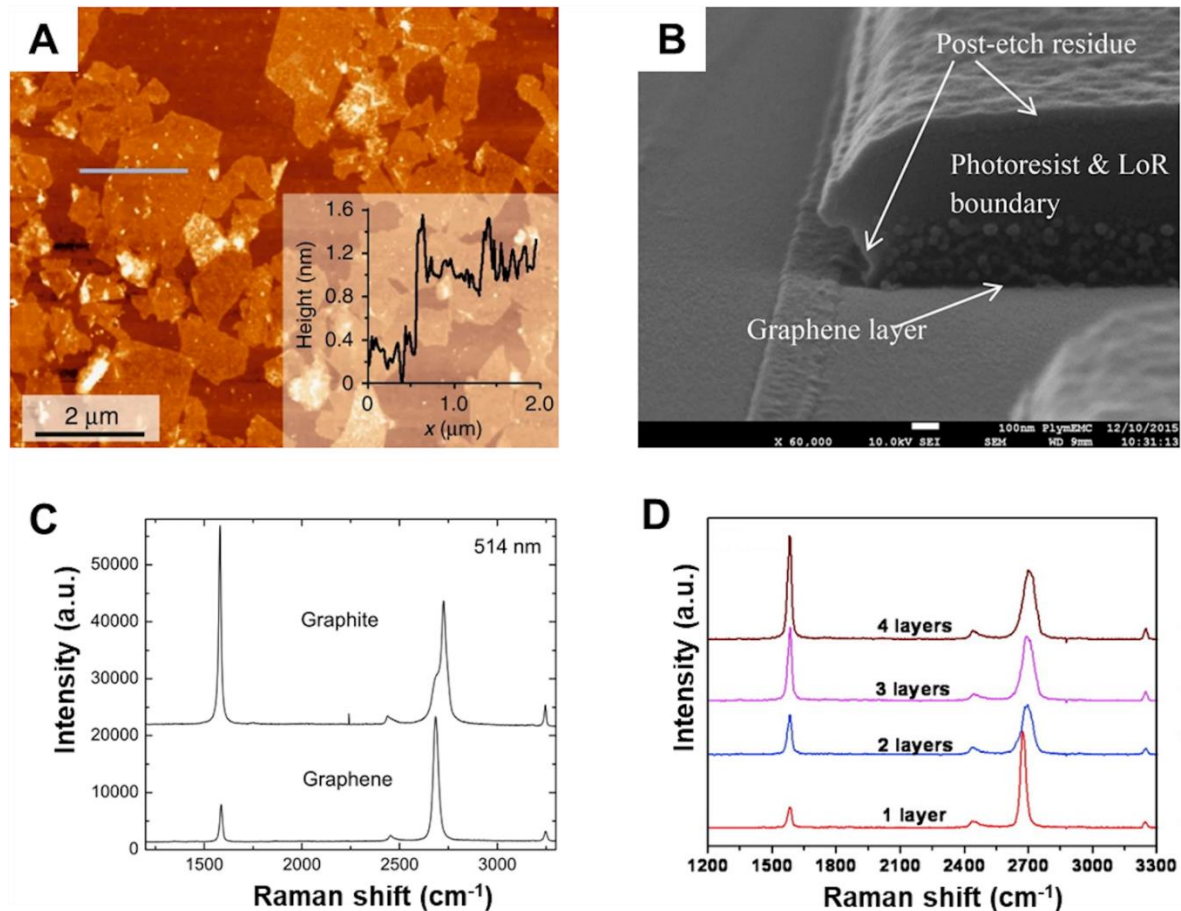 A
2 μm
Height (nm)
1.6
1.2
0.8
0.4
0
0
1.0
2.0
x (μm)
B
Post-etch residue
Photoresist & LoR
boundary
Graphene layer
100nm PlymEMC 12/10/2015
X 60,000 10.0kV SEI SEM WD 9mm 10:31:13
C
514 nm
Intensity (a.u.)
50000
40000
30000
20000
10000
0
Graphite
Graphene
1500
2000
2500
3000
Raman shift (cm⁻¹)
D
Intensity (a.u.)
4 layers
3 layers
2 layers
1 layer
1200
1500
1800
2100
2400
2700
3000
3300
Raman shift (cm⁻¹)